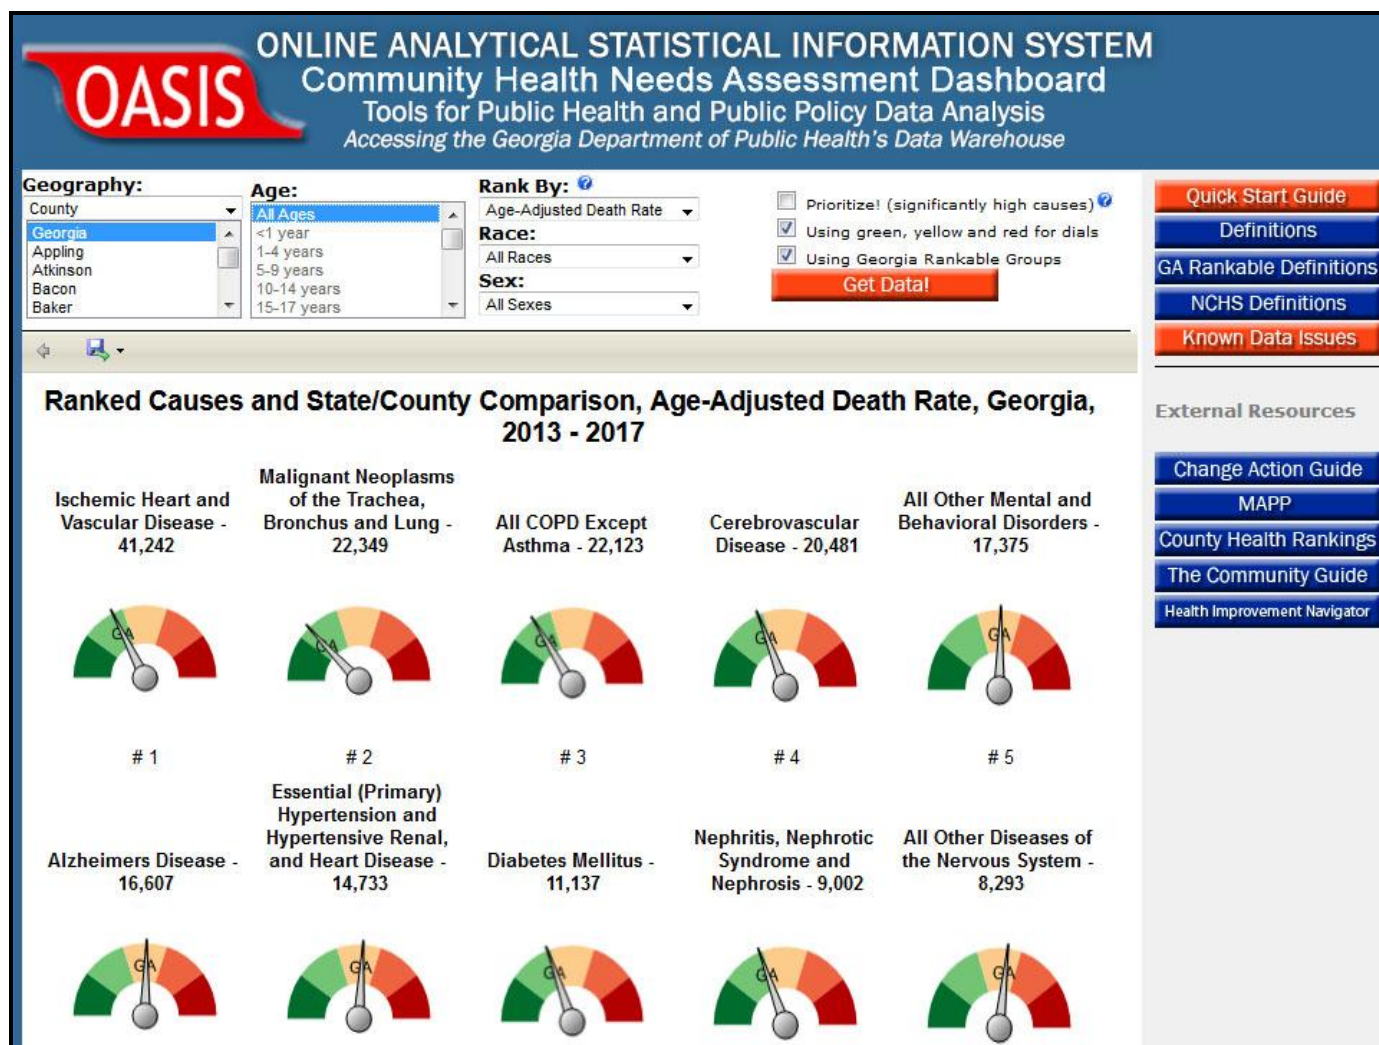 OASIS
ONLINE ANALYTICAL STATISTICAL INFORMATION SYSTEM
Community Health Needs Assessment Dashboard
Tools for Public Health and Public Policy Data Analysis
Accessing the Georgia Department of Public Health's Data Warehouse
Geography:
County
Georgia
Appling
Atkinson
Bacon
Baker
Age:
All Ages
<1 year
1-4 years
5-9 years
10-14 years
15-17 years
Rank By: ?
Age-Adjusted Death Rate
Race:
All Races
Sex:
All Sexes
Prioritize! (significantly high causes) ?
Using green, yellow and red for dials
Using Georgia Rankable Groups
Get Data!
Quick Start Guide
Definitions
GA Rankable Definitions
NCHS Definitions
Known Data Issues
External Resources
Change Action Guide
MAPP
County Health Rankings
The Community Guide
Health Improvement Navigator
Ranked Causes and State/County Comparison, Age-Adjusted Death Rate, Georgia,
2013 - 2017
Ischemic Heart and
Vascular Disease -
41,242
GA
# 1
Malignant Neoplasms
of the Trachea,
Bronchus and Lung -
22,349
GA
# 2
All COPD Except
Asthma - 22,123
GA
# 3
Cerebrovascular
Disease - 20,481
GA
# 4
All Other Mental and
Behavioral Disorders -
17,375
GA
# 5
Alzheimers Disease -
16,607
GA
Essential (Primary)
Hypertension and
Hypertensive Renal,
and Heart Disease -
14,733
GA
Diabetes Mellitus -
11,137
GA
Nephritis, Nephrotic
Syndrome and
Nephrosis - 9,002
GA
All Other Diseases of
the Nervous System -
8,293
GA